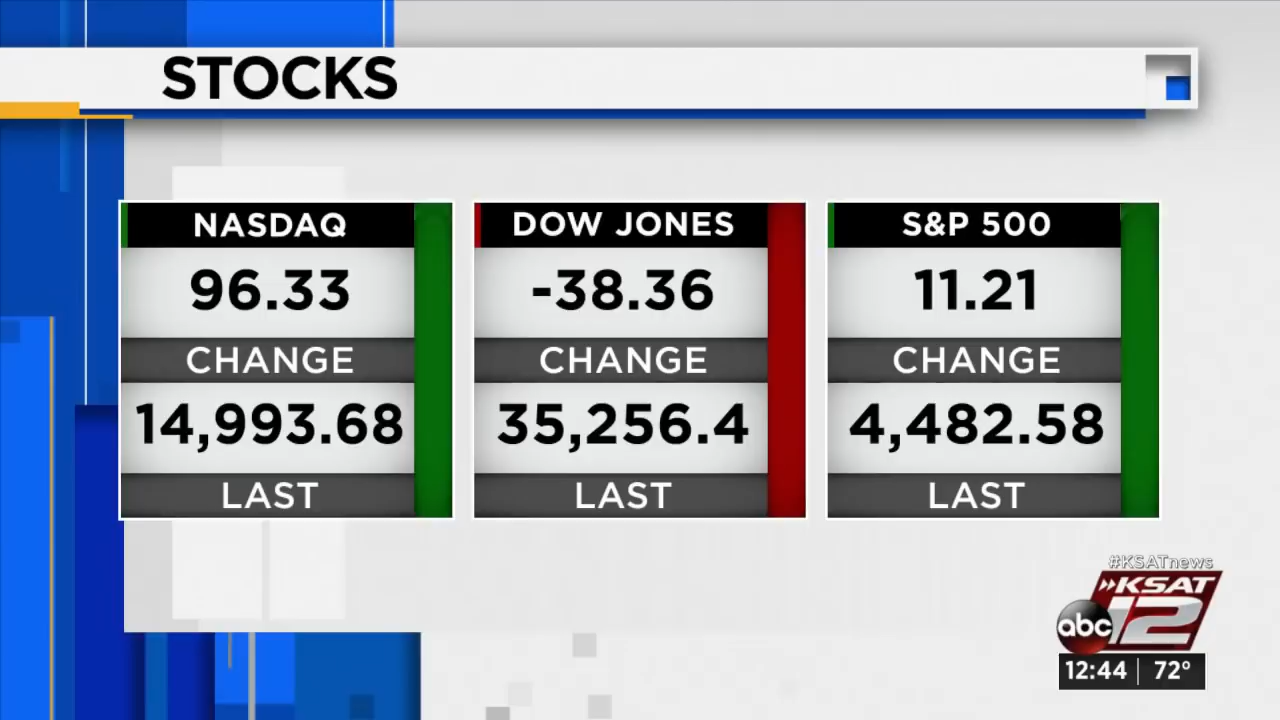 STOCKS
NASDAQ
96.33
CHANGE
14,993.68
LAST
DOW JONES
-38.36
CHANGE
35,256.4
LAST
S&P 500
11.21
CHANGE
4,482.58
LAST
#KSATnews
KSAT
abc 12
12:44 72°